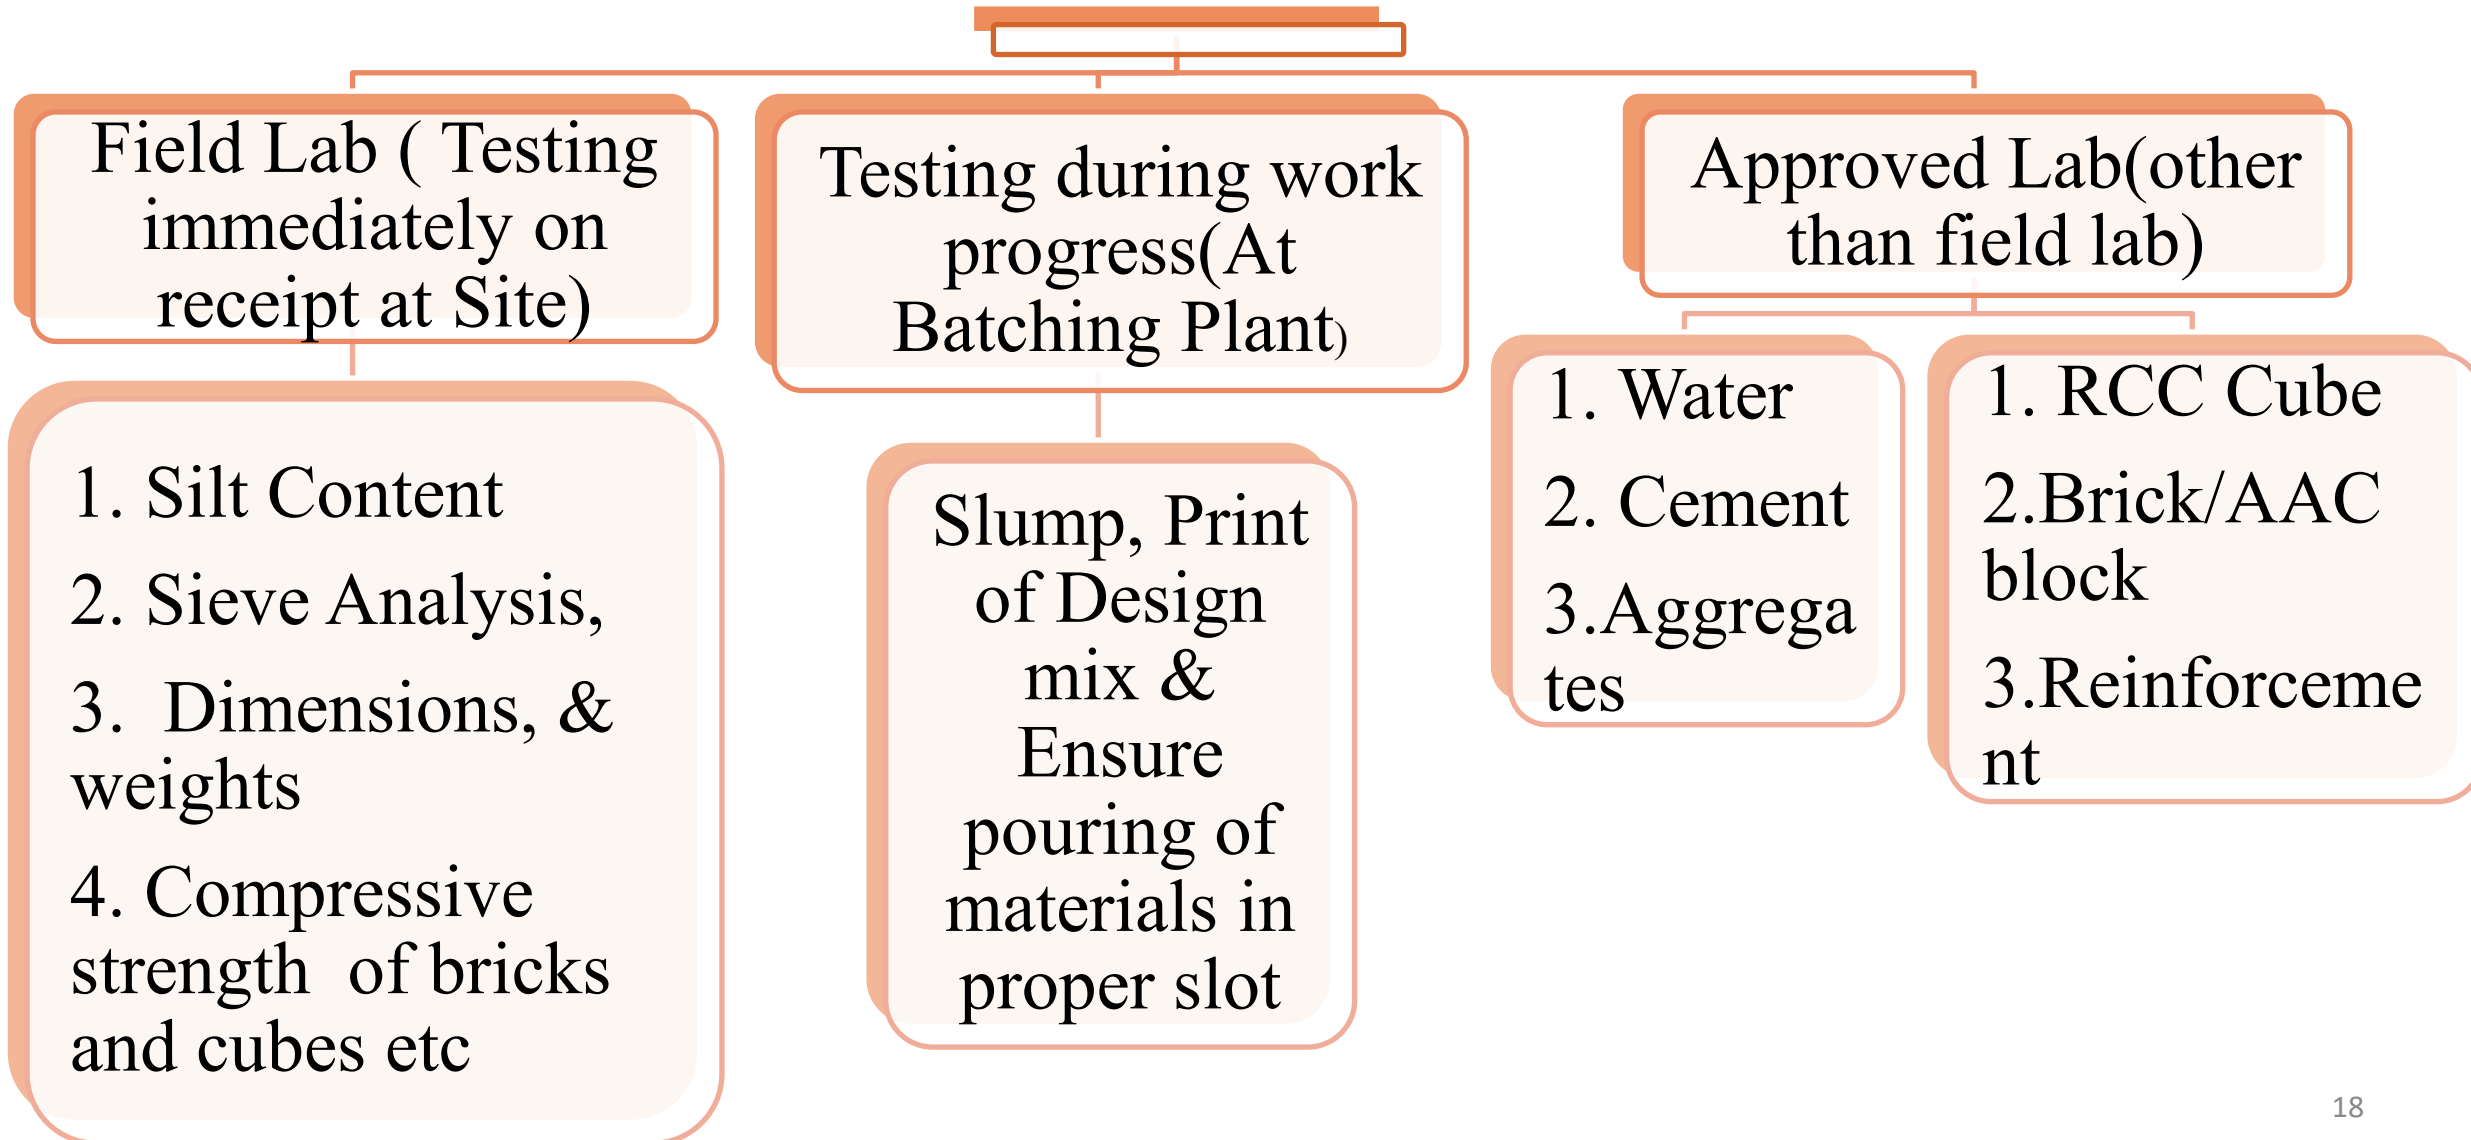 Field Lab ( Testing
immediately on
receipt at Site)
1. Silt Content
2. Sieve Analysis,
3.  Dimensions, &
weights
4. Compressive
strength  of bricks
and cubes etc
Testing during work
progress(At
Batching Plant)
Slump, Print
of Design
mix &
Ensure
pouring of
materials in
proper slot
Approved Lab(other
than field lab)
1. Water
2. Cement
3.Aggrega
tes
1. RCC Cube
2.Brick/AAC
block
3.Reinforceme
nt
18